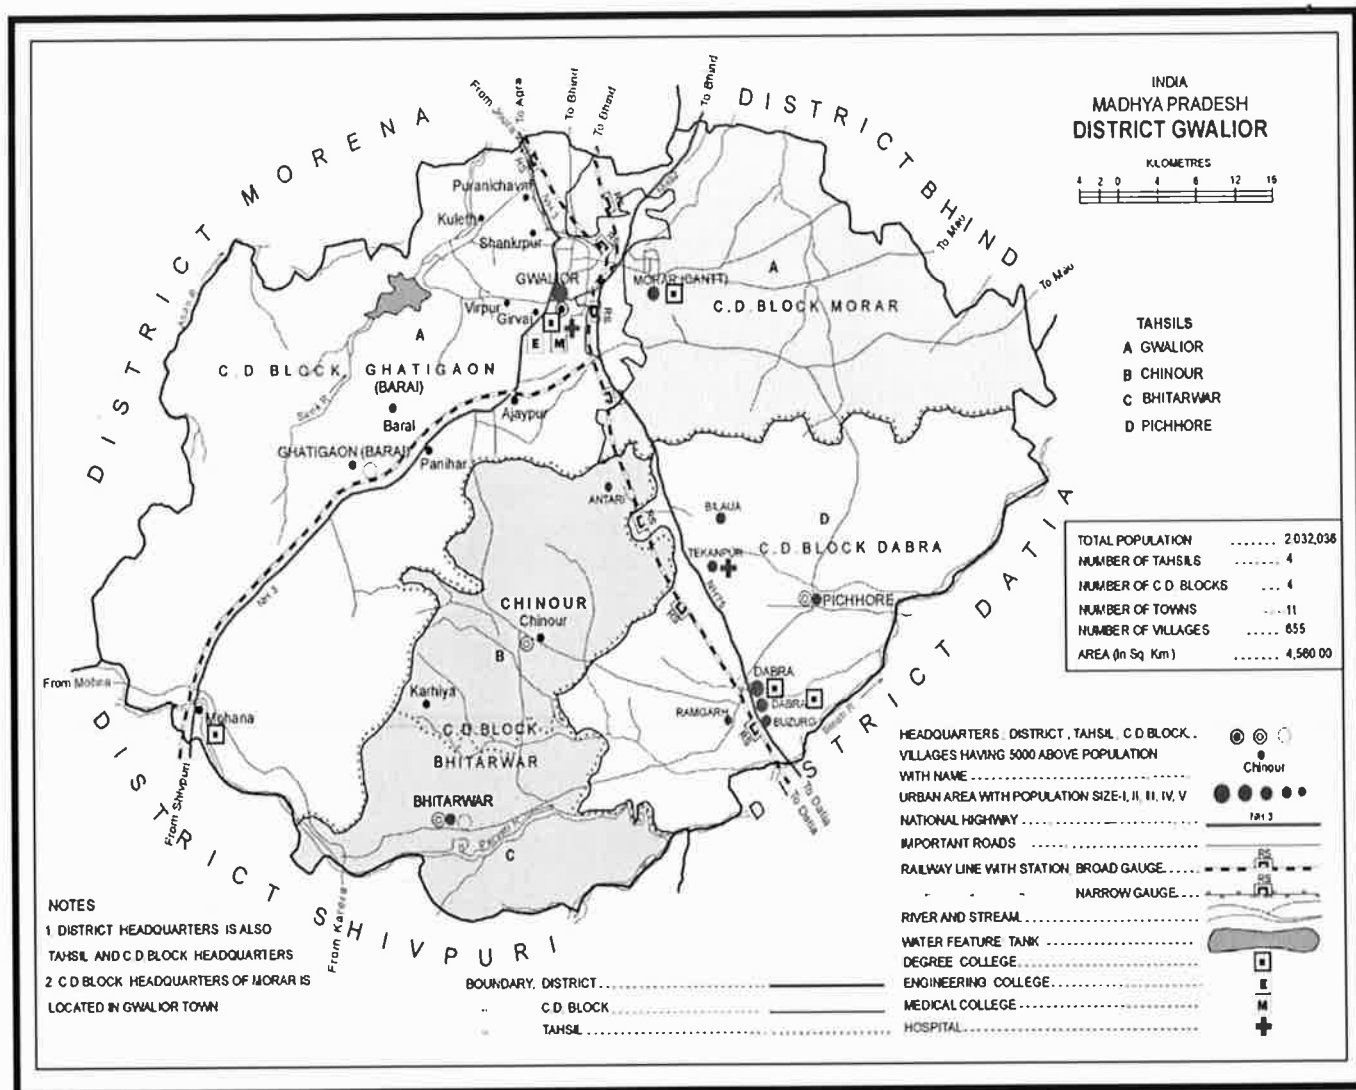 INDIA
MADHYA PRADESH
DISTRICT GWALIOR
KILOMETRES
4 2 0 4 8 12 16
DISTRICT MORENA
DISTRICT BHIND
DISTRICT DATIA
DISTRICT SHIVPURI
To Agra
To Bhind
To Bhind
To Bhind
To Mau
To Mau
Puranichavni
Kuleth
Shankrpur
NH 3
GWALIOR
MORAR (CANTT)
A
C.D.BLOCK MORAR
Virpur
Girvai
E M
RS
A
C.D BLOCK GHATIGAON
(BARAI)
Barai
Ajaypur
GHATIGAON (BARAI)
Panihar
ANTARI
RS
BILAUA
D
C.D.BLOCK DABRA
TEKANPUR
NH75
PICHHORE
RS
NH 3
CHINOUR
Chinour
B
Karhiya
C.D.BLOCK
BHITARWAR
BHITARWAR
C
DABRA
DABRA
RAMGARH
BUZURG
RS
Sindh R
To Datia
To Datia
From Mohna
Mohana
From Shivpuri
From Karera
TAHSILS
A GWALIOR
B CHINOUR
C BHITARWAR
D PICHHORE
TOTAL POPULATION ....... 2,032,036
NUMBER OF TAHSILS ....... 4
NUMBER OF C.D BLOCKS ... 4
NUMBER OF TOWNS 11
NUMBER OF VILLAGES ..... 655
AREA (In Sq Km) ....... 4,560.00
HEADQUARTERS: DISTRICT, TAHSIL, C.D.BLOCK..
VILLAGES HAVING 5000 ABOVE POPULATION
WITH NAME
Chinour
URBAN AREA WITH POPULATION SIZE-I, II, III, IV, V
NATIONAL HIGHWAY
NH 3
IMPORTANT ROADS
RAILWAY LINE WITH STATION, BROAD GAUGE
RS
NARROW GAUGE
RS
RIVER AND STREAM
WATER FEATURE TANK
DEGREE COLLEGE
ENGINEERING COLLEGE
E
MEDICAL COLLEGE
M
HOSPITAL
NOTES
1 DISTRICT HEADQUARTERS IS ALSO
TAHSIL AND C.D BLOCK HEADQUARTERS
2 C D BLOCK HEADQUARTERS OF MORAR IS
LOCATED IN GWALIOR TOWN
BOUNDARY, DISTRICT
C.D. BLOCK
TAHSIL